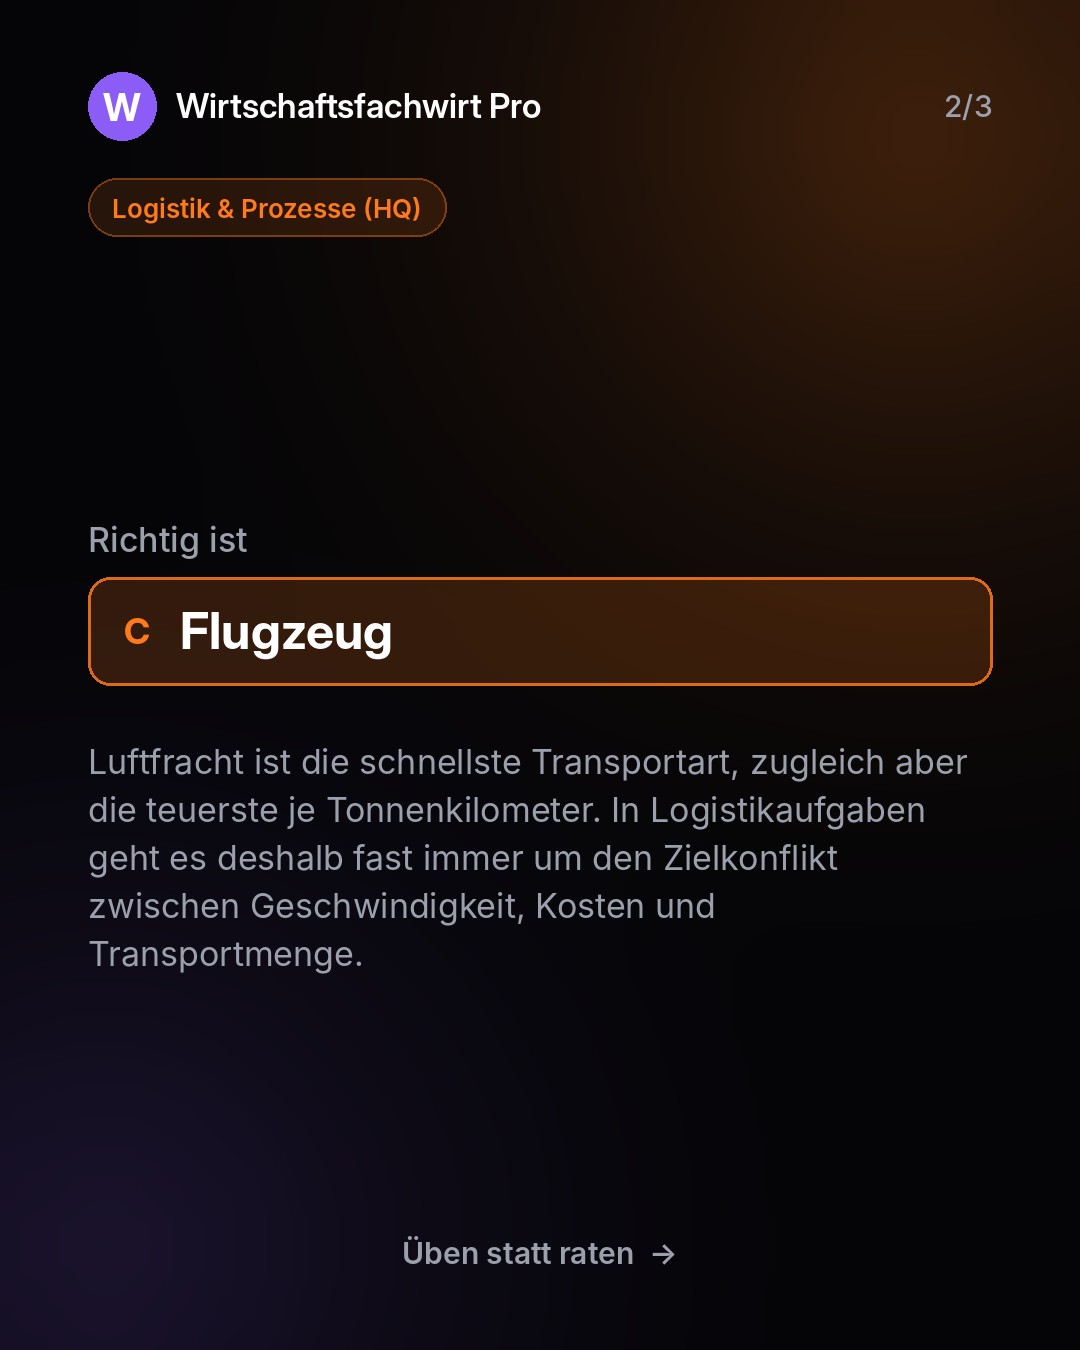 W Wirtschaftsfachwirt Pro 2/3
Logistik & Prozesse (HQ)
Richtig ist
C Flugzeug
Luftfracht ist die schnellste Transportart, zugleich aber
die teuerste je Tonnenkilometer. In Logistikaufgaben
geht es deshalb fast immer um den Zielkonflikt
zwischen Geschwindigkeit, Kosten und
Transportmenge.
Üben statt raten →